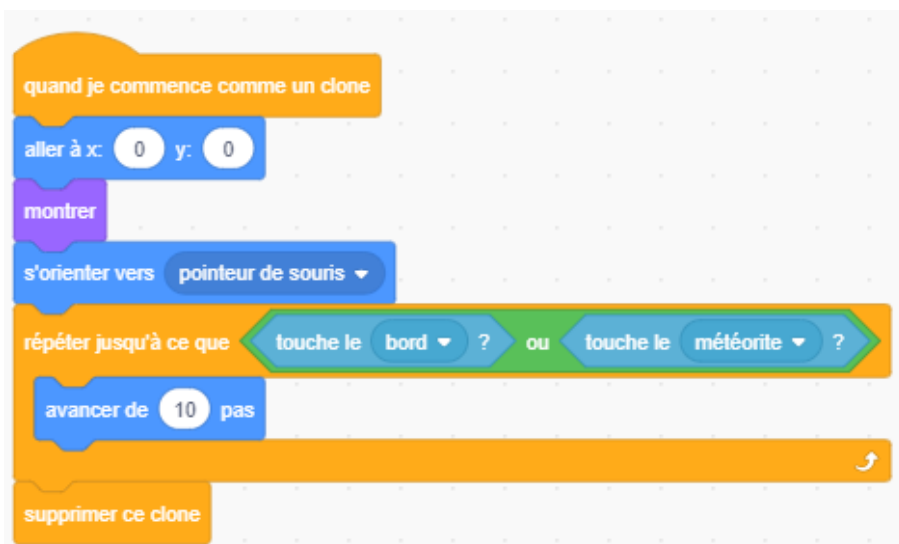 quand je commence comme un clone
aller à x: 0 y: 0
montrer
s'orienter vers pointeur de souris
répéter jusqu'à ce que touche le bord ? ou touche le météorite ?
avancer de 10 pas
supprimer ce clone